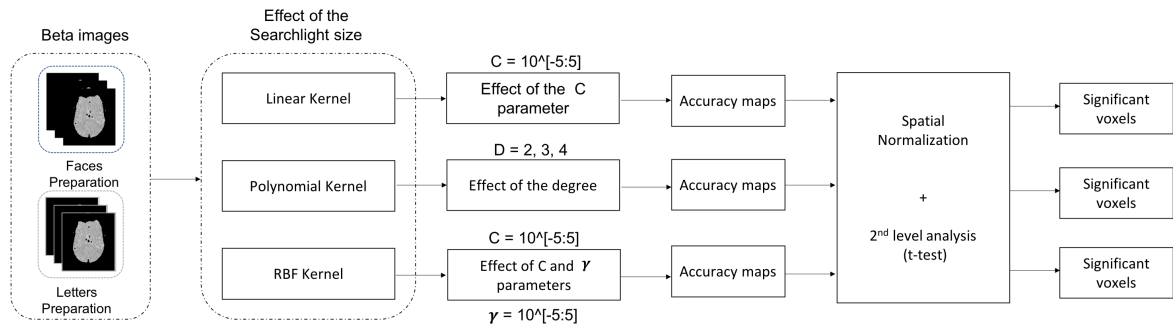 Beta images
Faces
Preparation
Letters
Preparation
Effect of the
Searchlight size
Linear Kernel
Polynomial Kernel
RBF Kernel
C = 10^[-5:5]
Effect of the C
parameter
D = 2, 3, 4
Effect of the degree
C = 10^[-5:5]
Effect of C and γ
parameters
γ = 10^[-5:5]
Accuracy maps
Accuracy maps
Accuracy maps
Spatial
Normalization
+
2nd level analysis
(t-test)
Significant
voxels
Significant
voxels
Significant
voxels